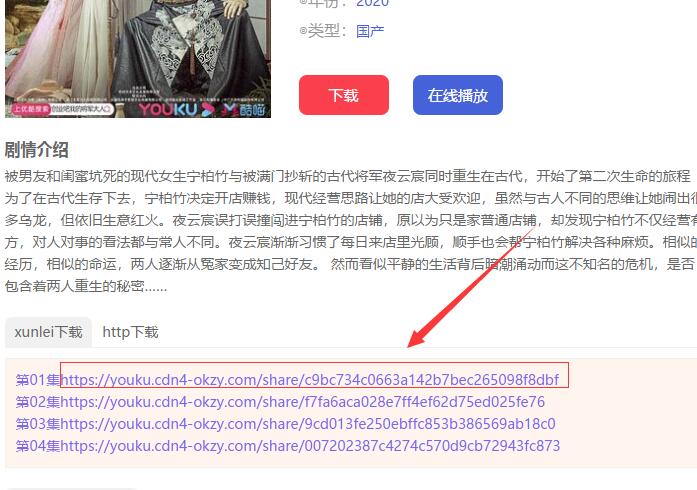 年份：2020
类型：国产
上优酷搜索
YOUKU
酷喵
下载
在线播放
剧情介绍
被男友和闺蜜坑死的现代女生宁柏竹与被满门抄斩的古代将军夜云宸同时重生在古代，开始了第二次生命的旅程
为了在古代生存下去，宁柏竹决定开店赚钱，现代经营思路让她的店大受欢迎，虽然与古人不同的思维让她闹出很
多乌龙，但依旧生意红火。夜云宸误打误撞闯进宁柏竹的店铺，原以为只是家普通店铺，却发现宁柏竹不仅经营有
方，对人对事的看法都与常人不同。夜云宸渐渐习惯了每日来店里光顾，顺手也会帮宁柏竹解决各种麻烦。相似的
经历，相似的命运，两人逐渐从冤家变成知己好友。 然而看似平静的生活背后暗潮涌动而这不知名的危机，是否
包含着两人重生的秘密......
xunlei下载
http下载
第01集https://youku.cdn4-okzy.com/share/c9bc734c0663a142b7bec265098f8dbf
第02集https://youku.cdn4-okzy.com/share/f7fa6aca028e7ff4ef62d75ed025fe76
第03集https://youku.cdn4-okzy.com/share/9cd013fe250ebffc853b386569ab18c0
第04集https://youku.cdn4-okzy.com/share/007202387c4274c570d9cb72943fc873